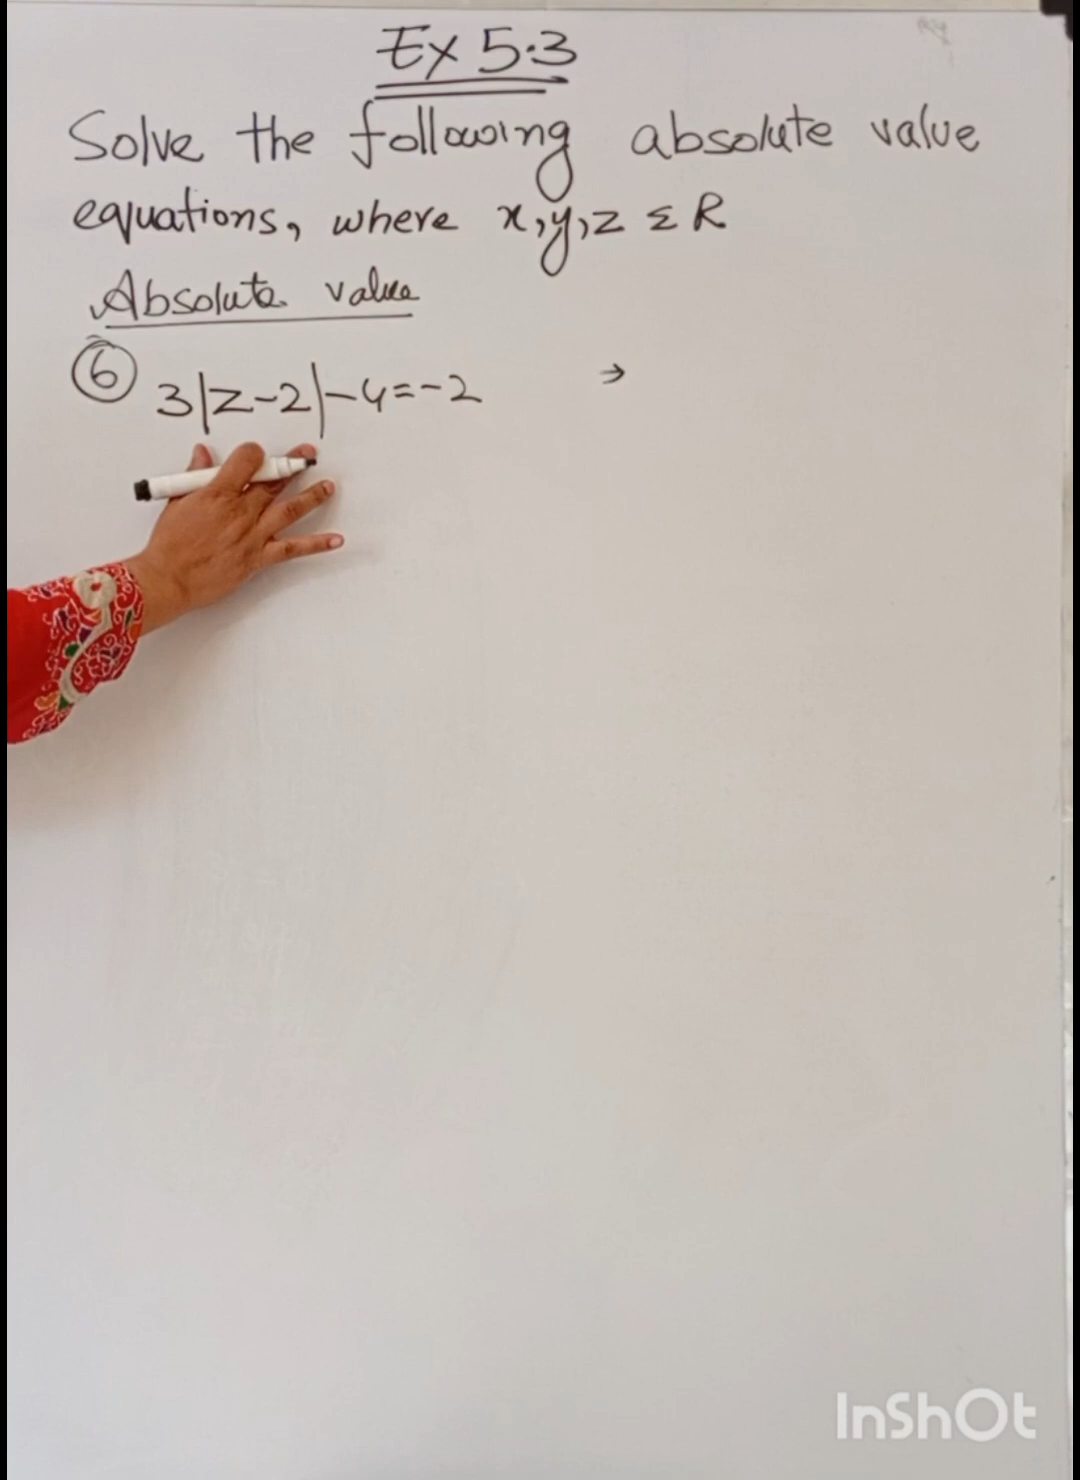 Ex 5.3
Solve the following absolute value
equations, where x,y,z Σ R
Absolute value
6 3|z-2|-4=-2 →
InShOt